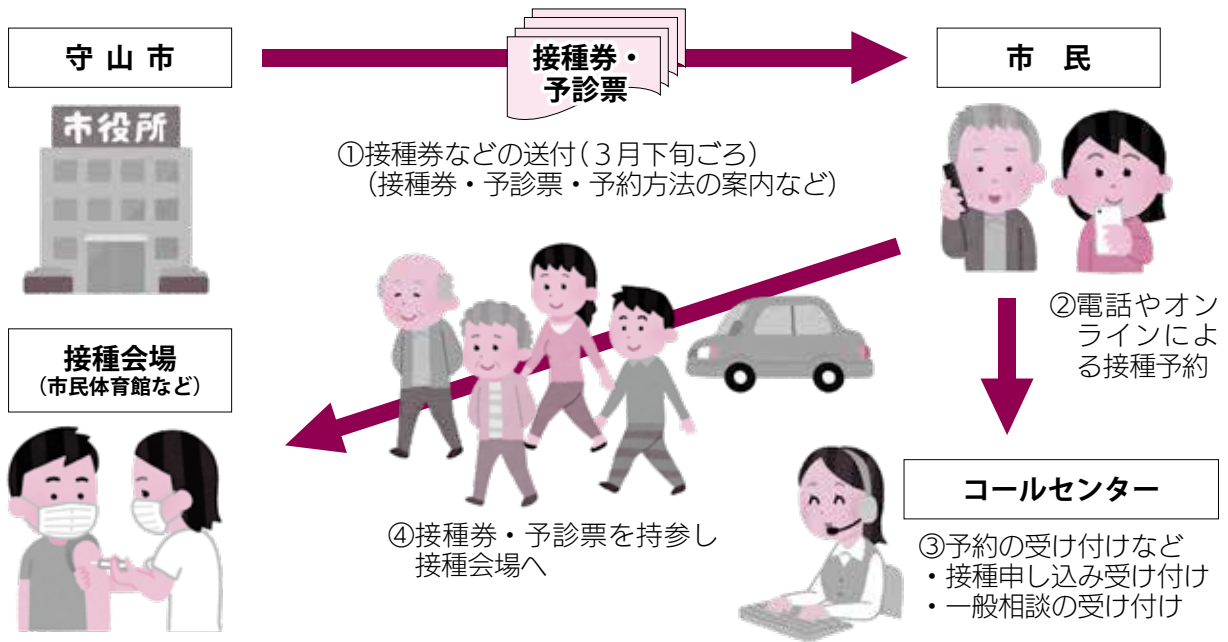 守山市
接種券・
予診票
市民
市役所
①接種券などの送付(3月下旬ごろ)
(接種券・予診票・予約方法の案内など)
②電話やオン
ラインによ
る接種予約
接種会場
(市民体育館など)
コールセンター
③予約の受け付けなど
・接種申し込み受け付け
・一般相談の受け付け
④接種券・予診票を持参し
接種会場へ